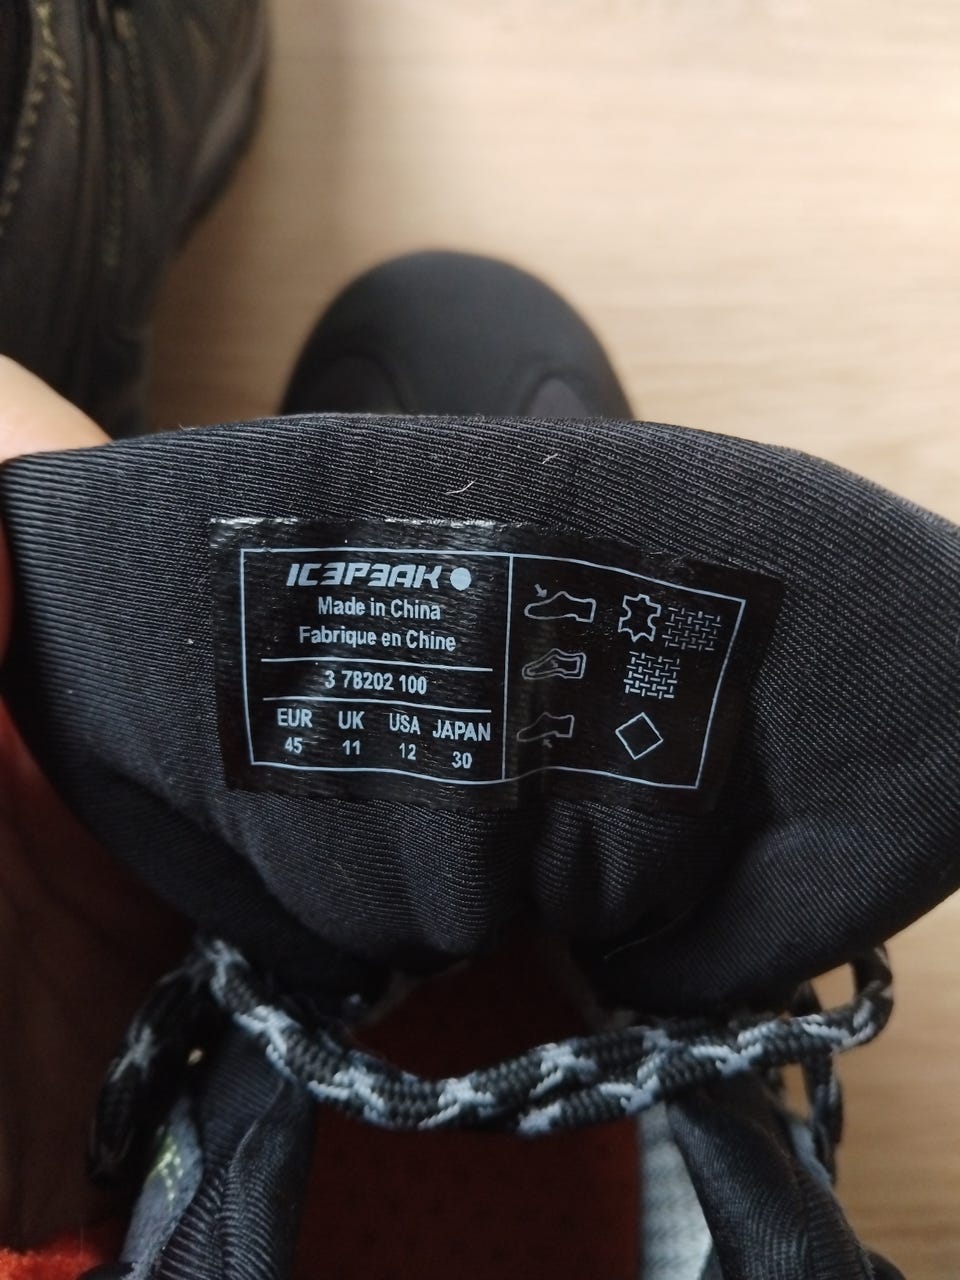 ICEPEAK
Made in China
Fabrique en Chine
3 78202 100
EUR UK USA JAPAN
45 11 12 30